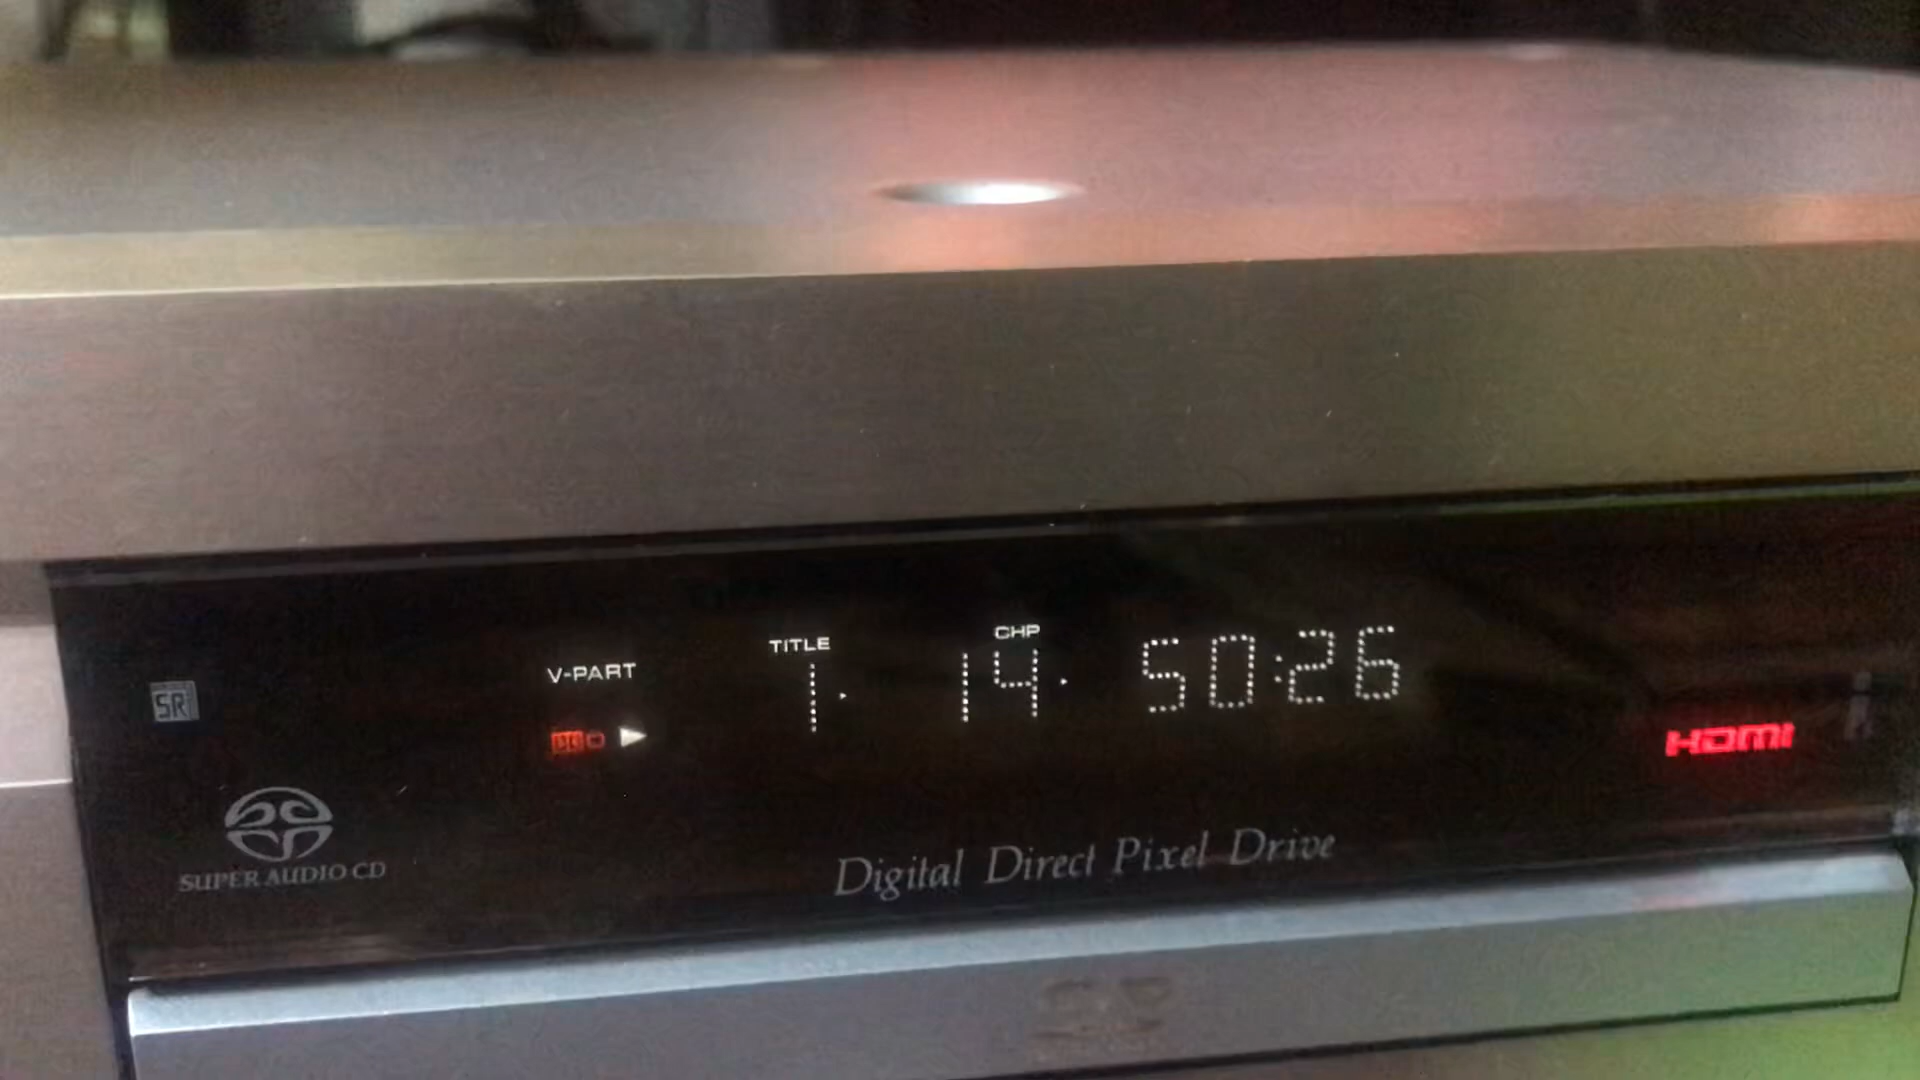 TITLE
CHP
V-PART
1.
14.
50:26
SR
HDMI
SUPER AUDIO CD
Digital Direct Pixel Drive